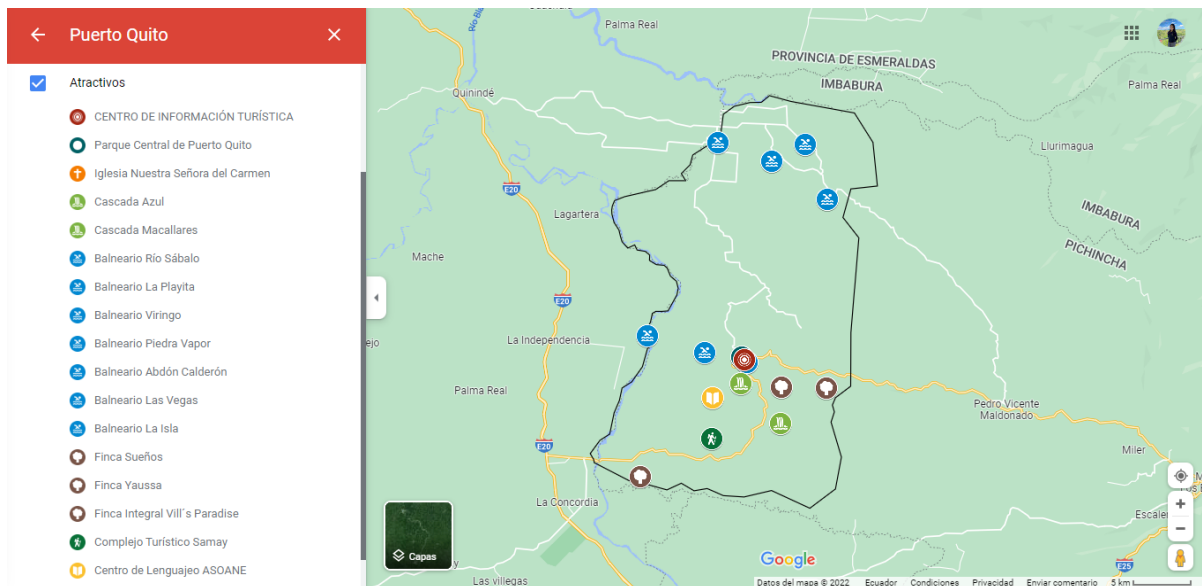 Puerto Quito
Atractivos
CENTRO DE INFORMACIÓN TURÍSTICA
Parque Central de Puerto Quito
Iglesia Nuestra Señora del Carmen
Cascada Azul
Cascada Macallares
Balneario Río Sábalo
Balneario La Playita
Balneario Viringo
Balneario Piedra Vapor
Balneario Abdón Calderón
Balneario Las Vegas
Balneario La Isla
Finca Sueños
Finca Yaussa
Finca Integral Vill´s Paradise
Complejo Turístico Samay
Centro de Lenguajeo ASOANE
Palma Real
PROVINCIA DE ESMERALDAS
IMBABURA
Palma Real
Quinindé
Llurimagua
E20
Lagartera
IMBABURA
PICHINCHA
Mache
E20
La Independencia
Palma Real
Pedro Vicente
Maldonado
E20
Miler
La Concordia
Capas
Google
E25
Las villegas
Datos del mapa © 2022
Ecuador
Condiciones
Privacidad
Enviar comentario
5 km